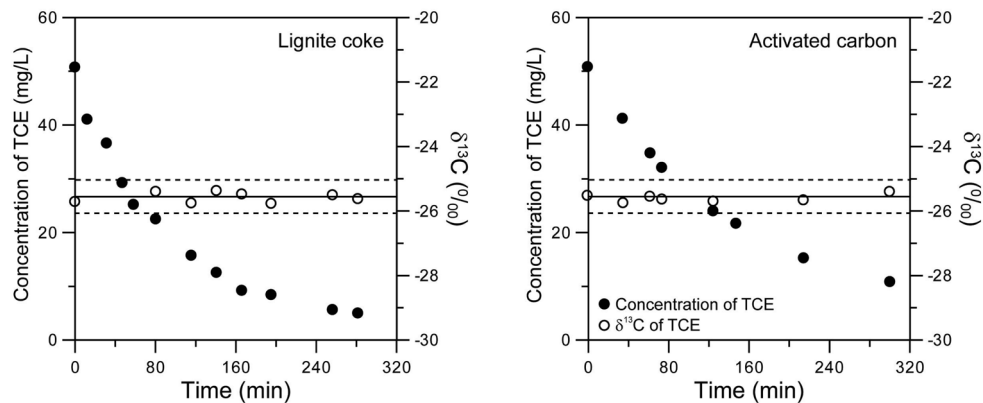 Lignite coke
Concentration of TCE (mg/L)
60
40
20
0
-20
-22
-24
-26
-28
-30
δ13C (0/00)
0 80 160 240 320
Time (min)
Activated carbon
Concentration of TCE (mg/L)
60
40
20
0
-20
-22
-24
-26
-28
-30
δ13C (0/00)
Concentration of TCE
δ13C of TCE
0 80 160 240 320
Time (min)